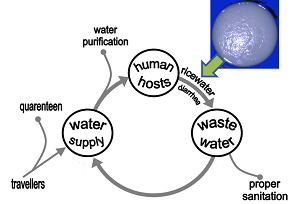 water
purification
human
hosts
ricewater
diarrhea
quarenteen
water
supply
waste
water
travellers
proper
sanitation